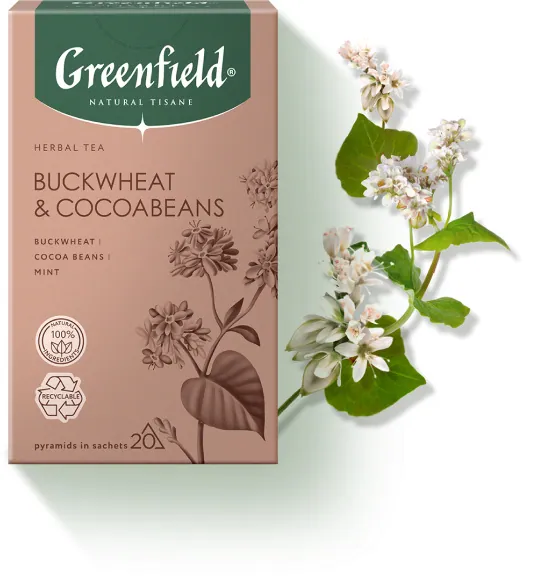 Greenfield®
NATURAL TISANE
HERBAL TEA
BUCKWHEAT
& COCOABEANS
BUCKWHEAT |
COCOA BEANS |
MINT
NATURAL
100%
INGREDIENTS
RECYCLABLE
pyramids in sachets 20